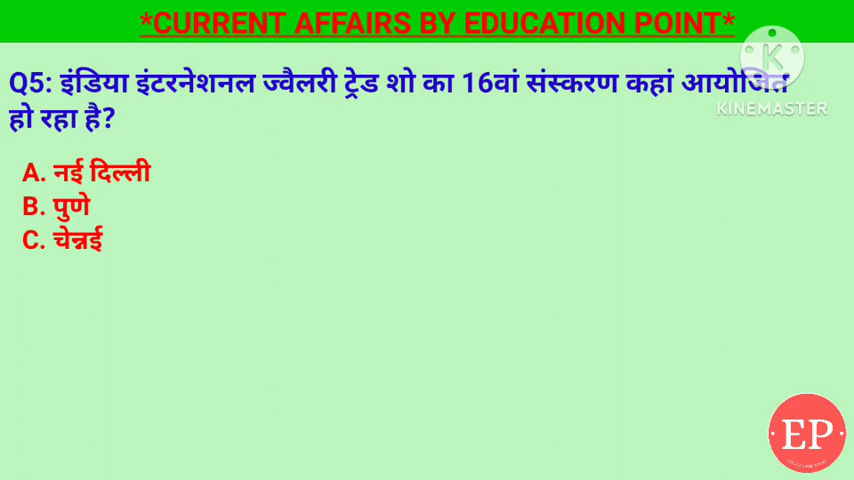 *CURRENT AFFAIRS BY EDUCATION POINT*
Q5: इंडिया इंटरनेशनल ज्वैलरी ट्रेड शो का 16वां संस्करण कहां आयोजित
हो रहा है?
KINEMASTER
A. नई दिल्ली
B. पुणे
C. चेन्नई
EP